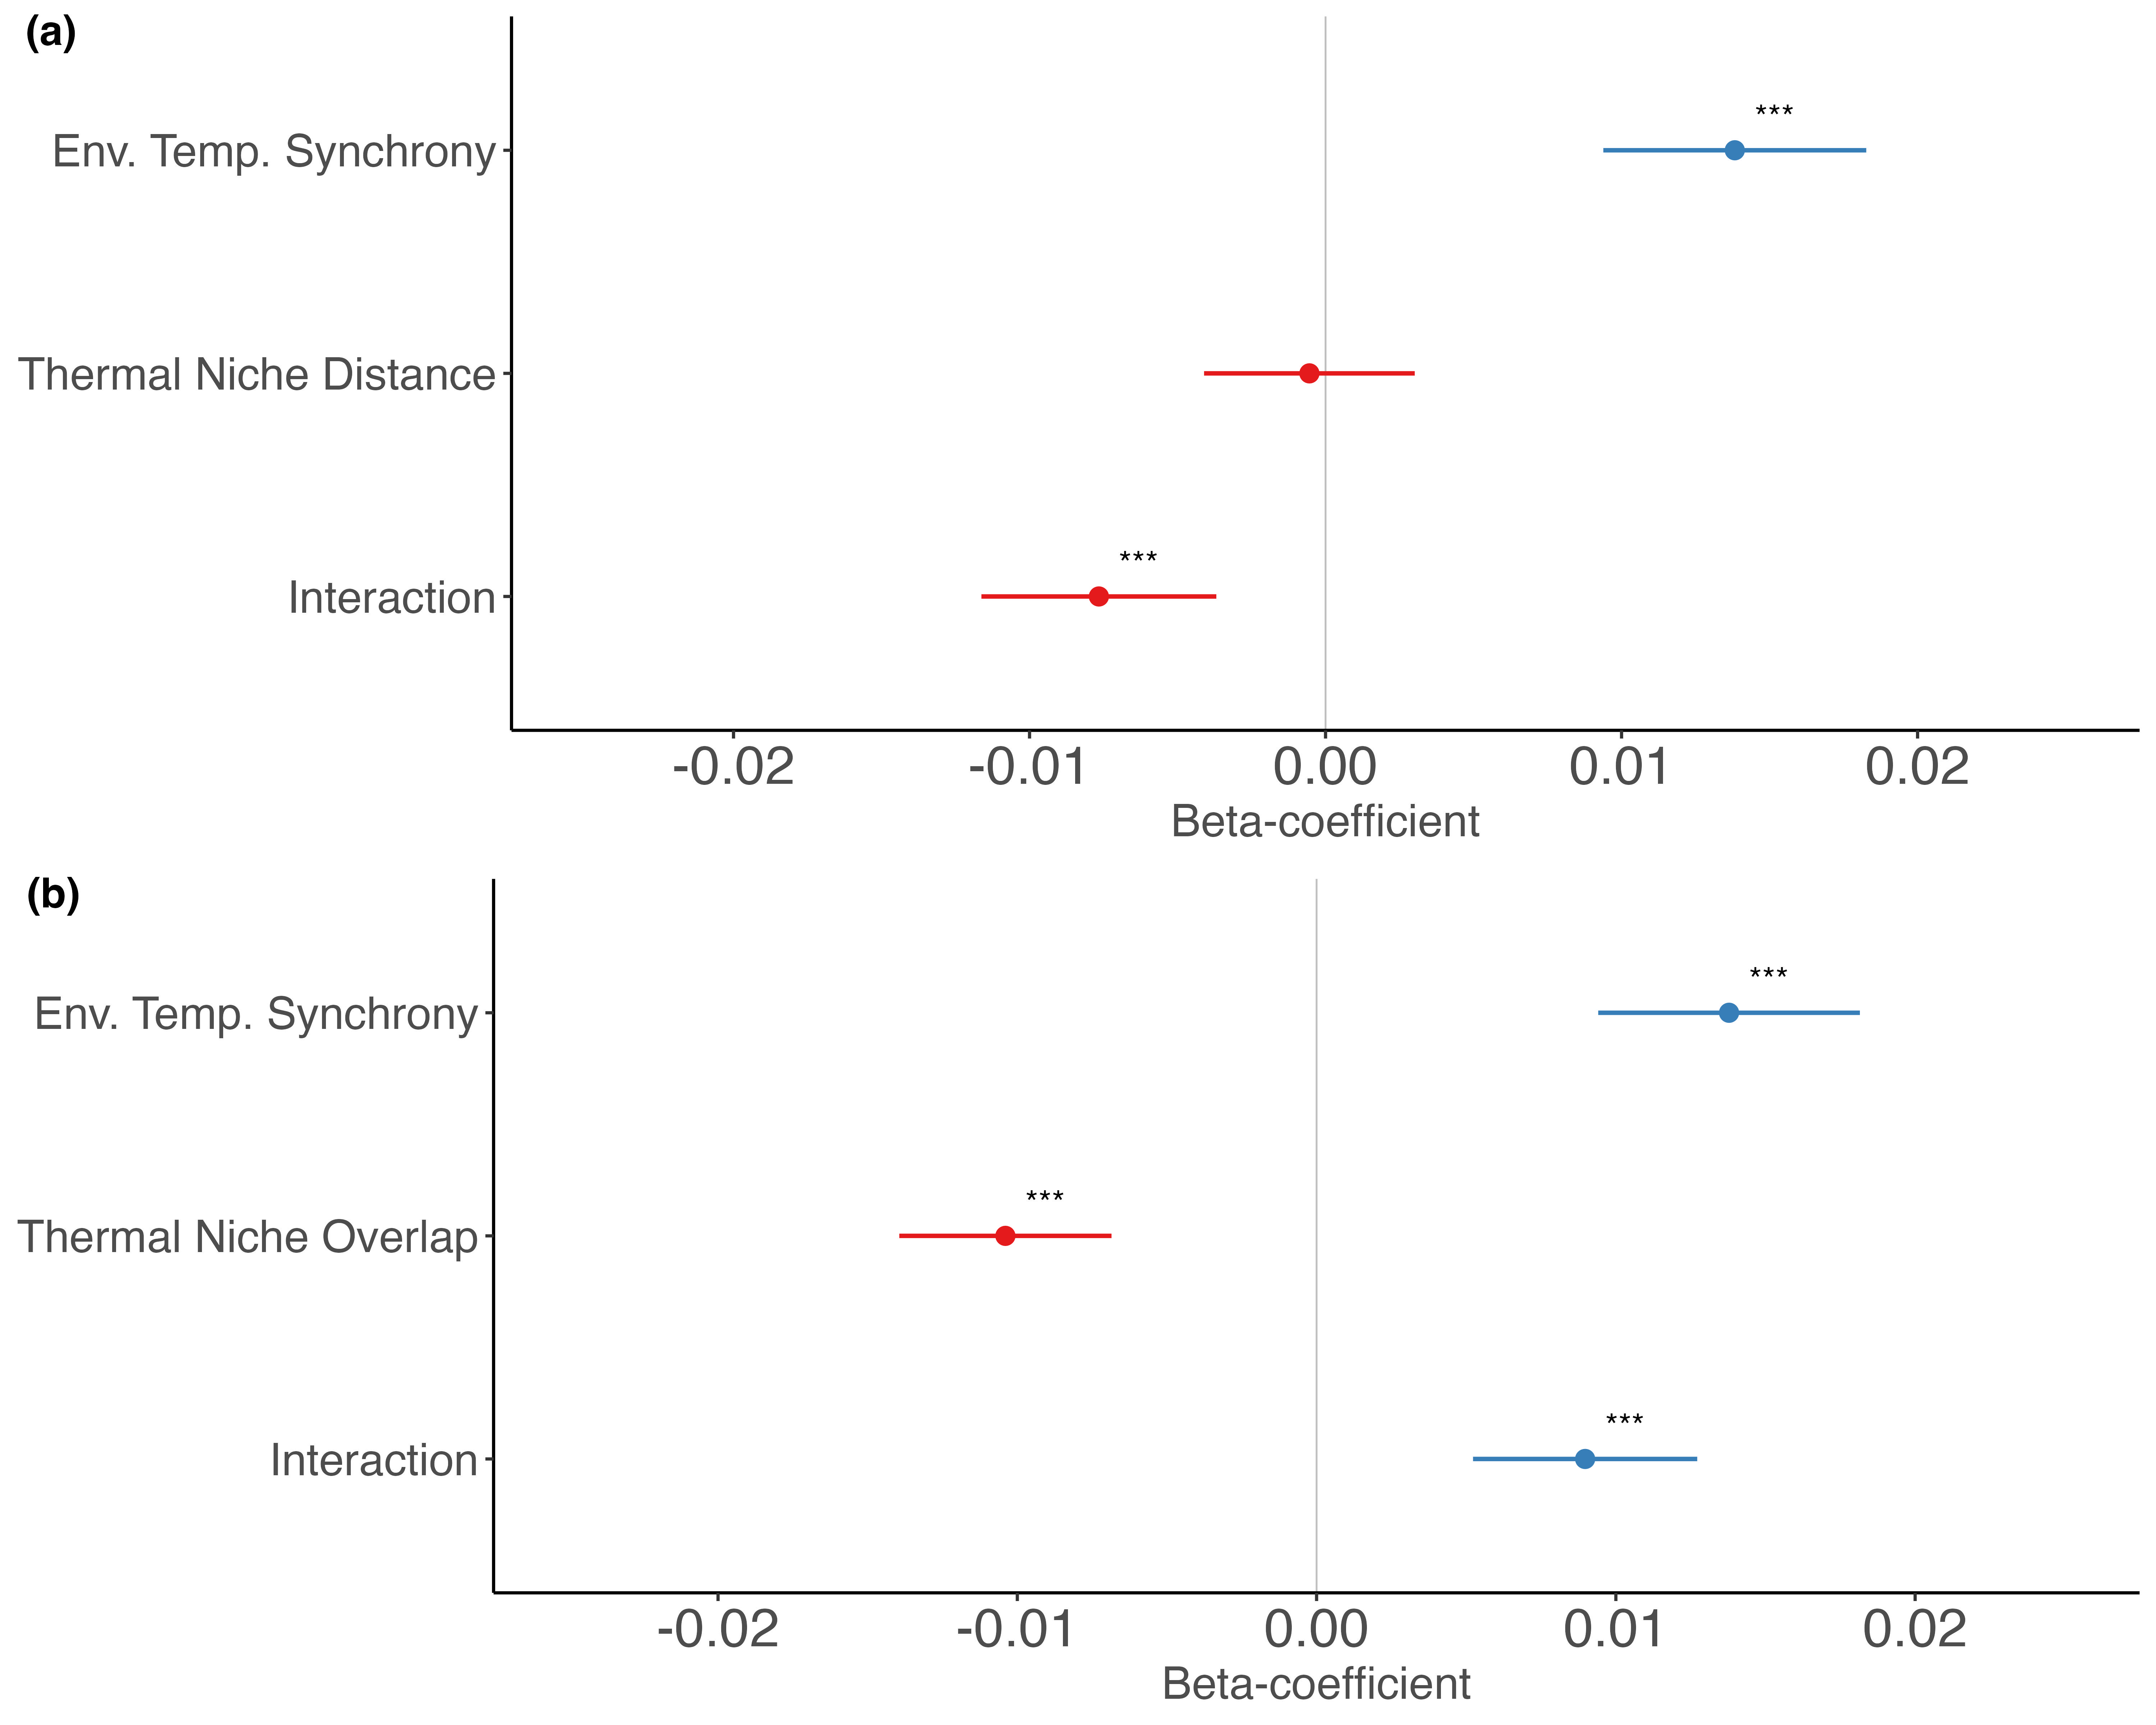 (a)
***
Env. Temp. Synchrony
Thermal Niche Distance
***
Interaction
-0.02 -0.01 0.00 0.01 0.02
Beta-coefficient
(b)
***
Env. Temp. Synchrony
***
Thermal Niche Overlap
***
Interaction
-0.02 -0.01 0.00 0.01 0.02
Beta-coefficient